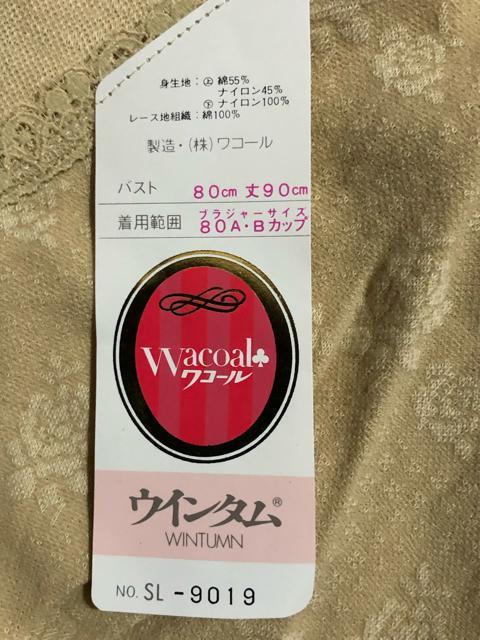 身生地:㊤綿55%
ナイロン45%
㊦ナイロン100%
レース地組織:綿100%
製造・(株)ワコール
バスト 80cm 丈90cm
ブラジャーサイズ
着用範囲 80A・Bカップ
Wacoal♣
ワコール
ウインタム®
WINTUMN
NO. SL-9019